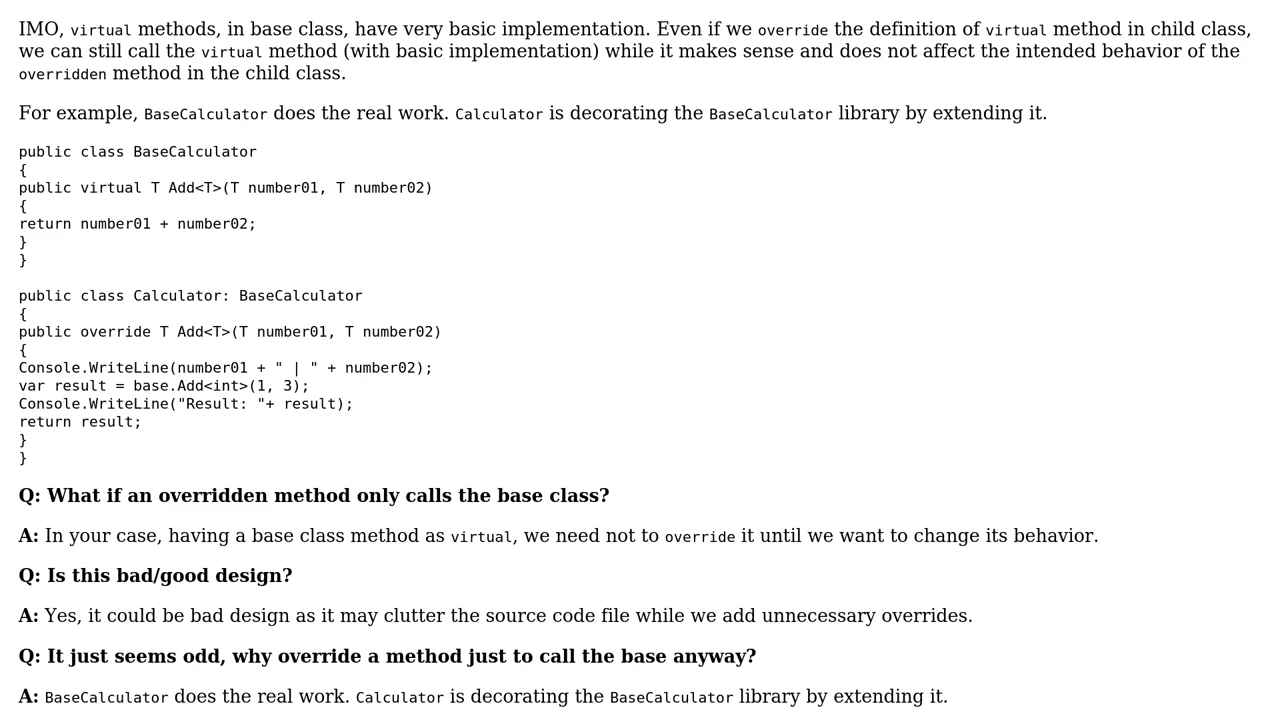 IMO, virtual methods, in base class, have very basic implementation. Even if we override the definition of virtual method in child class,
we can still call the virtual method (with basic implementation) while it makes sense and does not affect the intended behavior of the
overridden method in the child class.
For example, BaseCalculator does the real work. Calculator is decorating the BaseCalculator library by extending it.
public class BaseCalculator
{
public virtual T Add<T>(T number01, T number02)
{
return number01 + number02;
}
}
public class Calculator: BaseCalculator
{
public override T Add<T>(T number01, T number02)
{
Console.WriteLine(number01 + " | " + number02);
var result = base.Add<int>(1, 3);
Console.WriteLine("Result: "+ result);
return result;
}
}
Q: What if an overridden method only calls the base class?
A: In your case, having a base class method as virtual, we need not to override it until we want to change its behavior.
Q: Is this bad/good design?
A: Yes, it could be bad design as it may clutter the source code file while we add unnecessary overrides.
Q: It just seems odd, why override a method just to call the base anyway?
A: BaseCalculator does the real work. Calculator is decorating the BaseCalculator library by extending it.